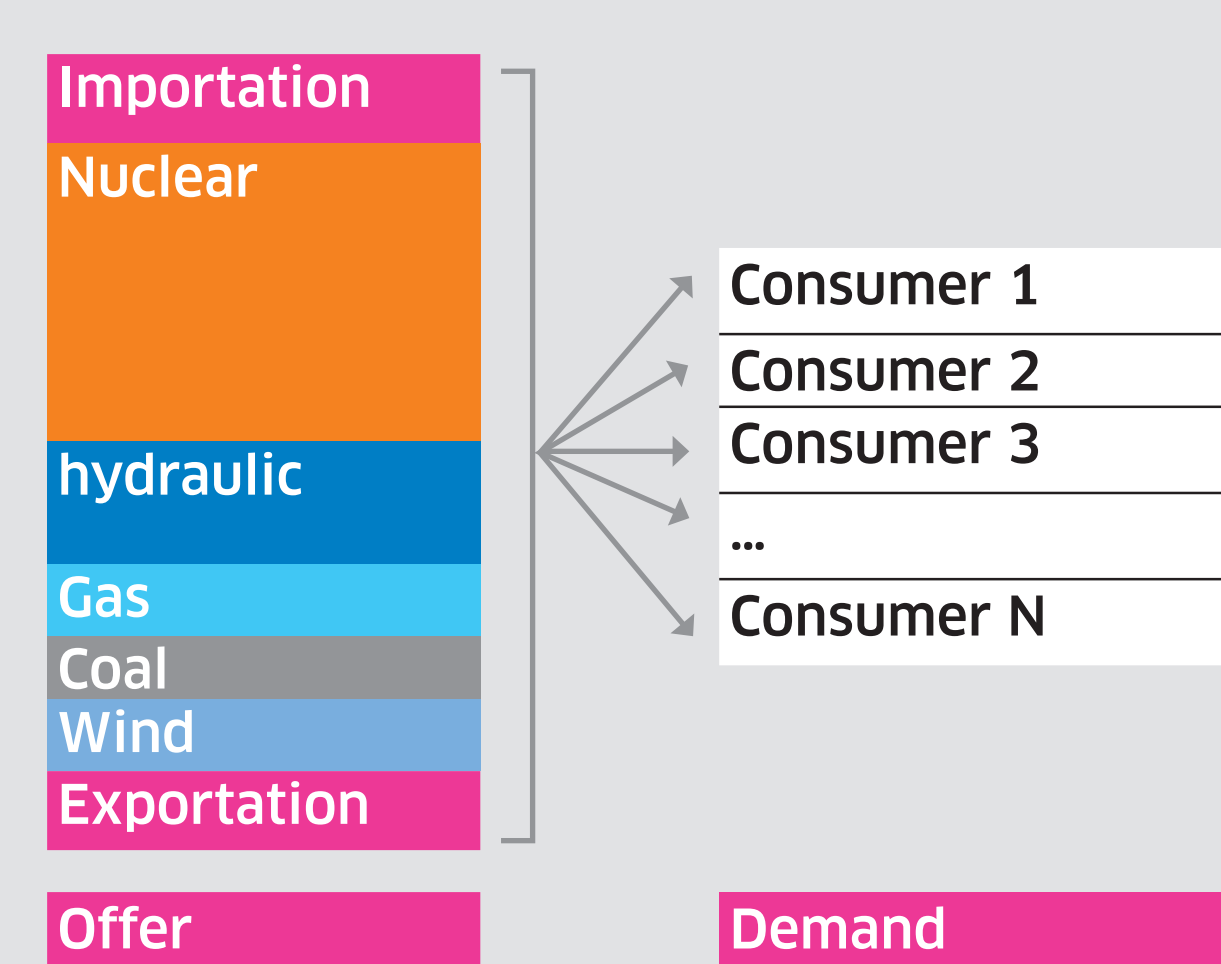 Importation
Nuclear
hydraulic
Gas
Coal
Wind
Exportation
Offer
Consumer 1
Consumer 2
Consumer 3
...
Consumer N
Demand